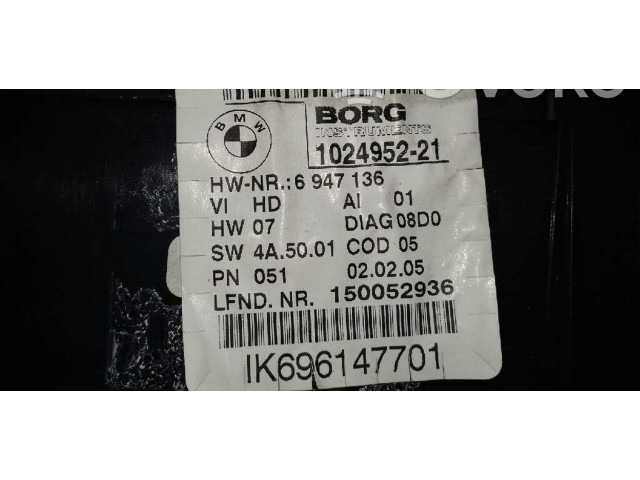 BMW
BORG
INSTRUMENTS
1024952-21
HW-NR.: 6 947 136
VI HD AI 01
HW 07 DIAG 08D0
SW 4A.50.01 COD 05
PN 051 02.02.05
LFND. NR. 150052936
IK696147701